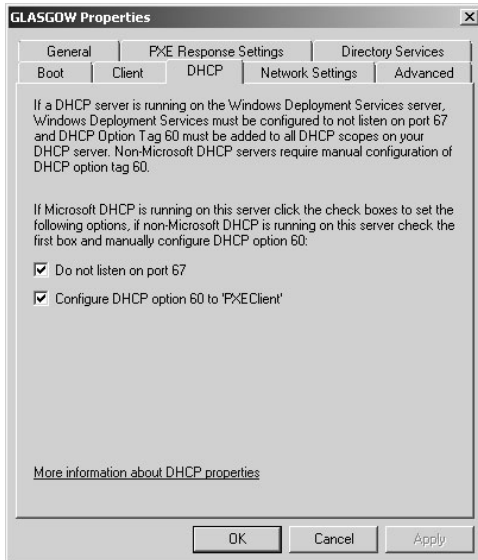 GLASGOW Properties
General PXE Response Settings Directory Services
Boot Client DHCP Network Settings Advanced
If a DHCP server is running on the Windows Deployment Services server,
Windows Deployment Services must be configured to not listen on port 67
and DHCP Option Tag 60 must be added to all DHCP scopes on your
DHCP server. Non-Microsoft DHCP servers require manual configuration of
DHCP option tag 60.
If Microsoft DHCP is running on this server click the check boxes to set the
following options, if non-Microsoft DHCP is running on this server check the
first box and manually configure DHCP option 60:
Do not listen on port 67
Configure DHCP option 60 to 'PXEClient'
More information about DHCP properties
OK Cancel Apply